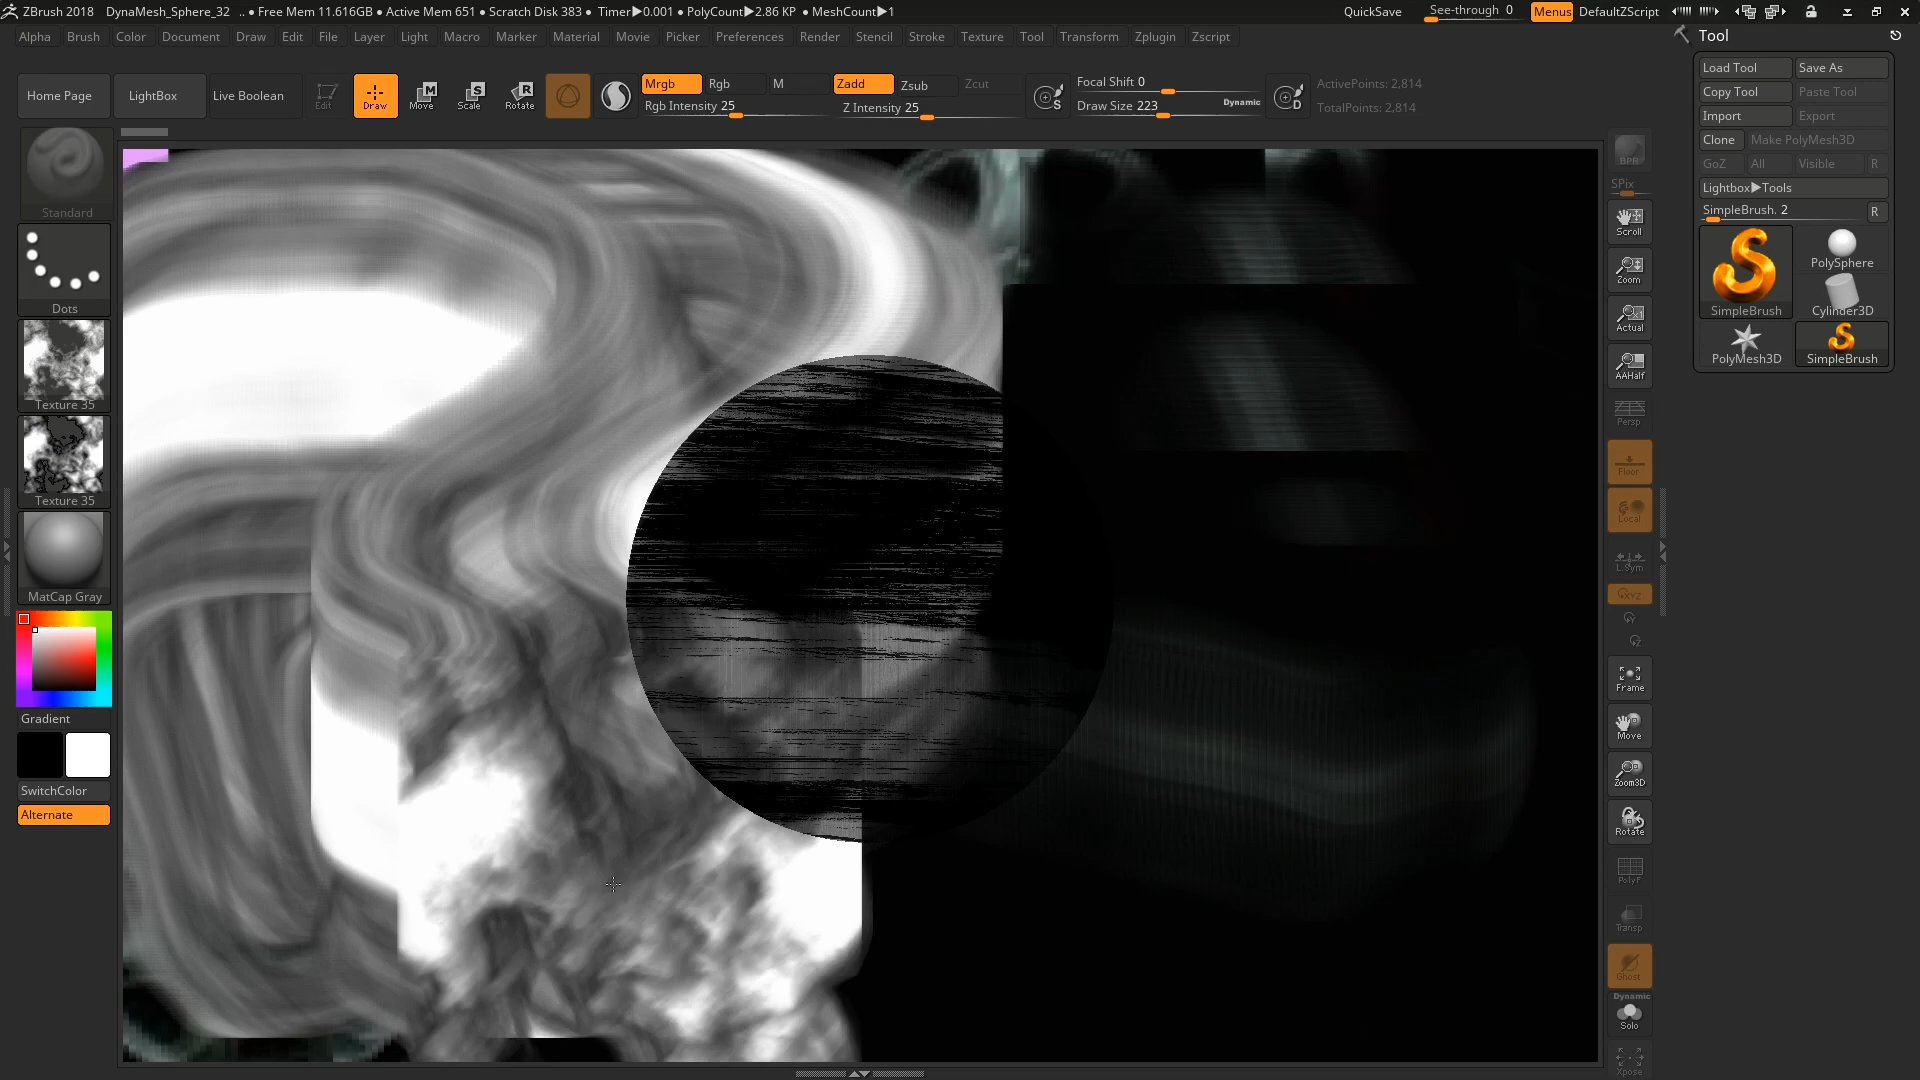 ZBrush 2018 DynaMesh_Sphere_32 .. • Free Mem 11.616GB • Active Mem 651 • Scratch Disk 383 • Timer▶0.001 • PolyCount▶2.86 KP • MeshCount▶1 QuickSave See-through 0 Menus DefaultZScript
Alpha Brush Color Document Draw Edit File Layer Light Macro Marker Material Movie Picker Preferences Render Stencil Stroke Texture Tool Transform Zplugin Zscript
Tool
Load Tool Save As
Copy Tool Paste Tool
Import Export
Clone Make PolyMesh3D
GoZ All Visible R
Lightbox▶Tools
SimpleBrush. 2 R
SimpleBrush
PolySphere
Cylinder3D
PolyMesh3D SimpleBrush
Home Page LightBox Live Boolean Edit Draw Move Scale Rotate
Mrgb Rgb M Zadd Zsub Zcut
Rgb Intensity 25 Z Intensity 25
S
Focal Shift 0
Draw Size 223 Dynamic
D
ActivePoints: 2,814
TotalPoints: 2,814
Standard
Dots
Texture 35
Texture 35
MatCap Gray
Gradient
SwitchColor
Alternate
BPR
SPix
Scroll
Zoom
Actual
AAHalf
Persp
Floor
Local
L.Sym
XYZ
Frame
Move
Zoom3D
Rotate
PolyF
Transp
Ghost
Dynamic
Solo
Xpose